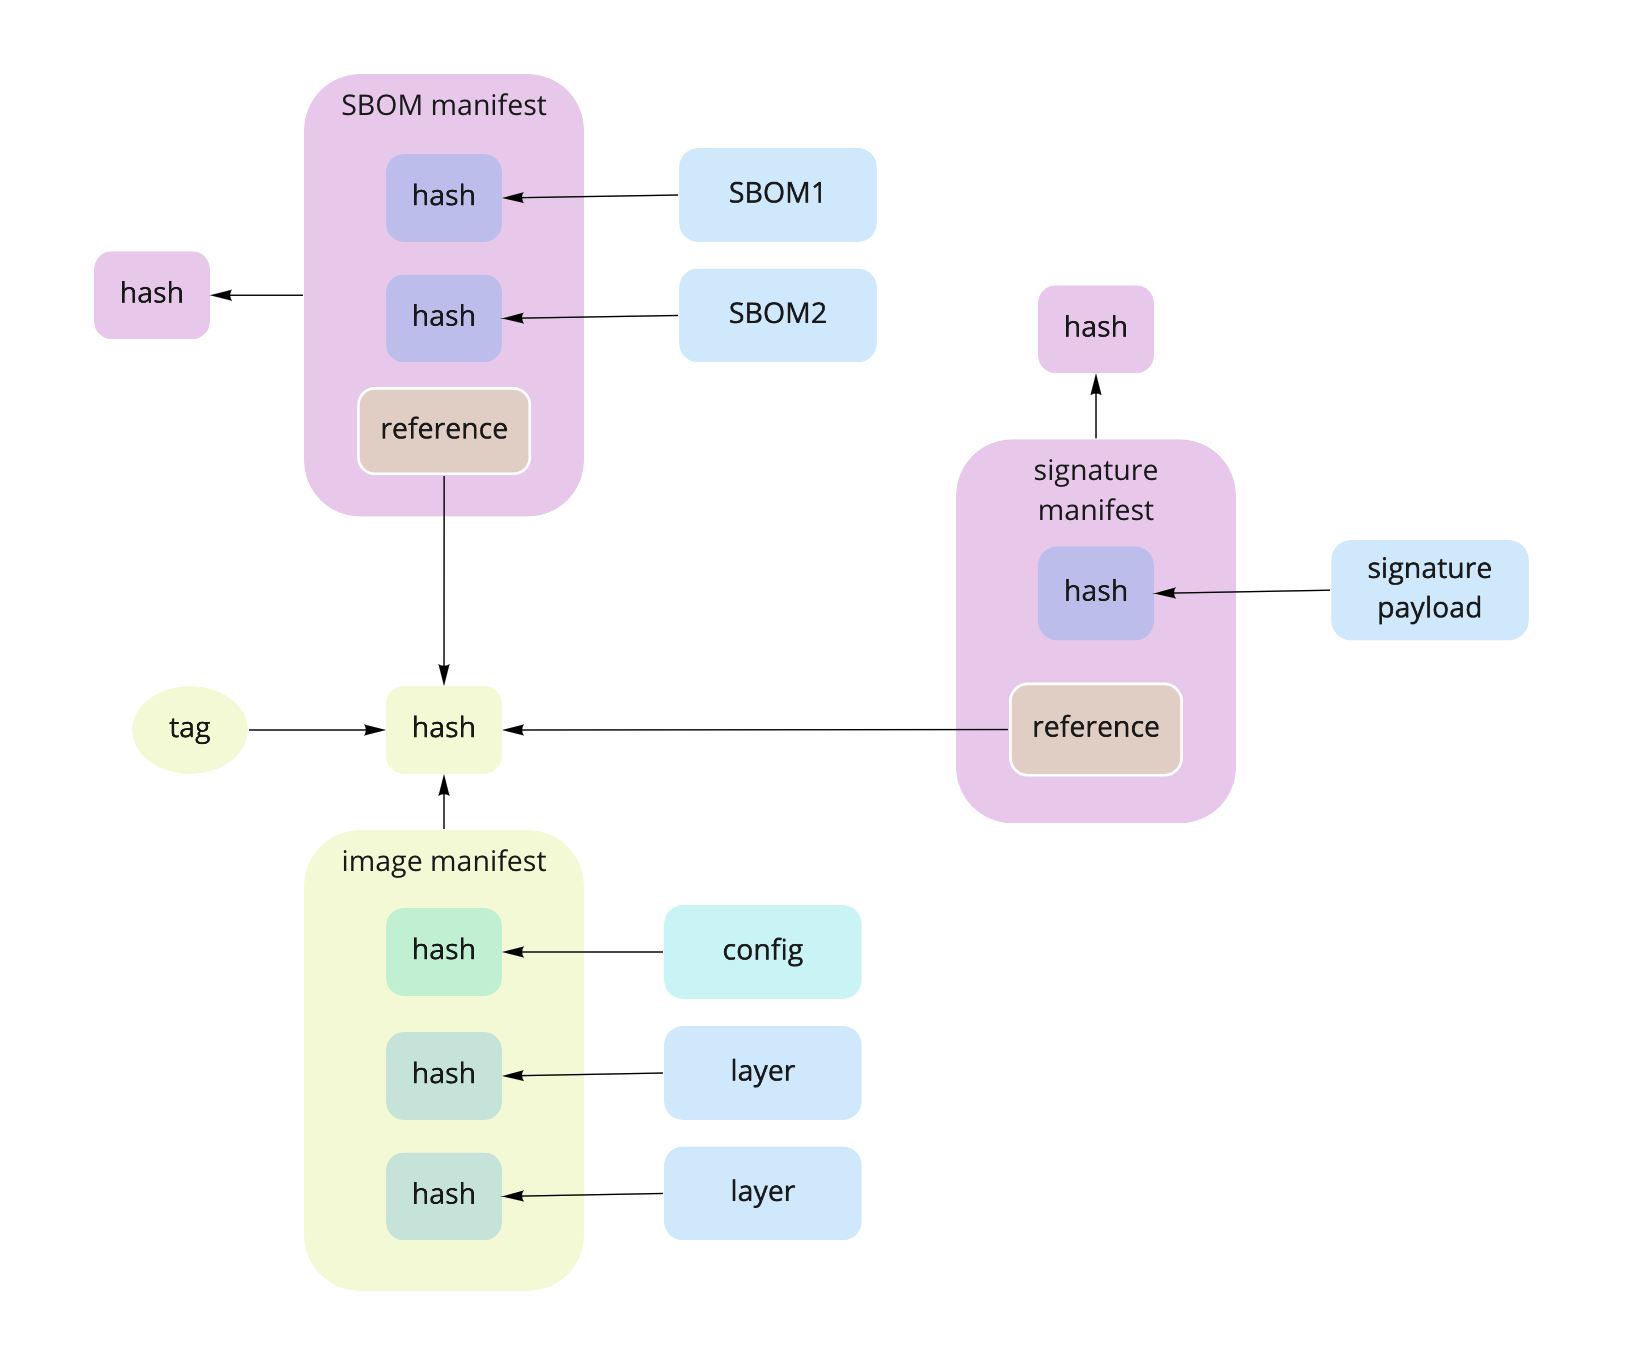 SBOM manifest
hash
SBOM1
hash
hash
SBOM2
hash
reference
signature
manifest
hash
signature
payload
tag
hash
reference
image manifest
hash
config
hash
layer
hash
layer